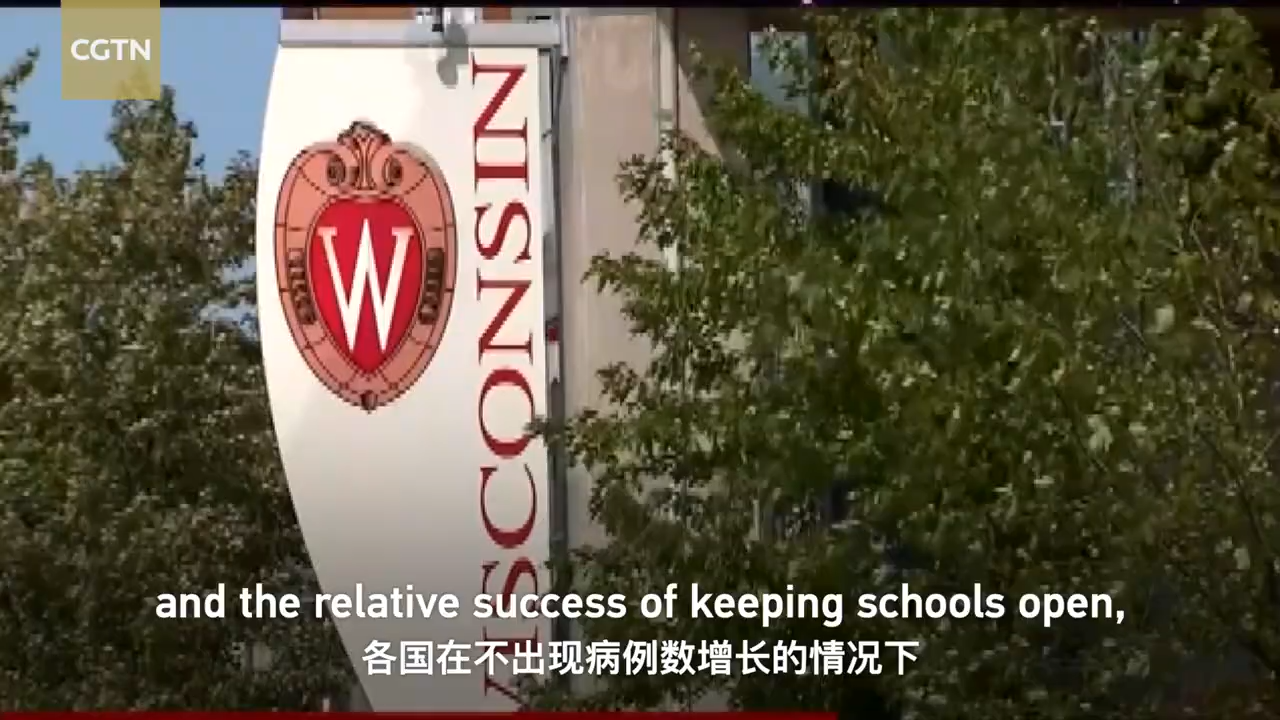 CGTN
W
WISCONSIN
and the relative success of keeping schools open,
各国在不出现病例数增长的情况下